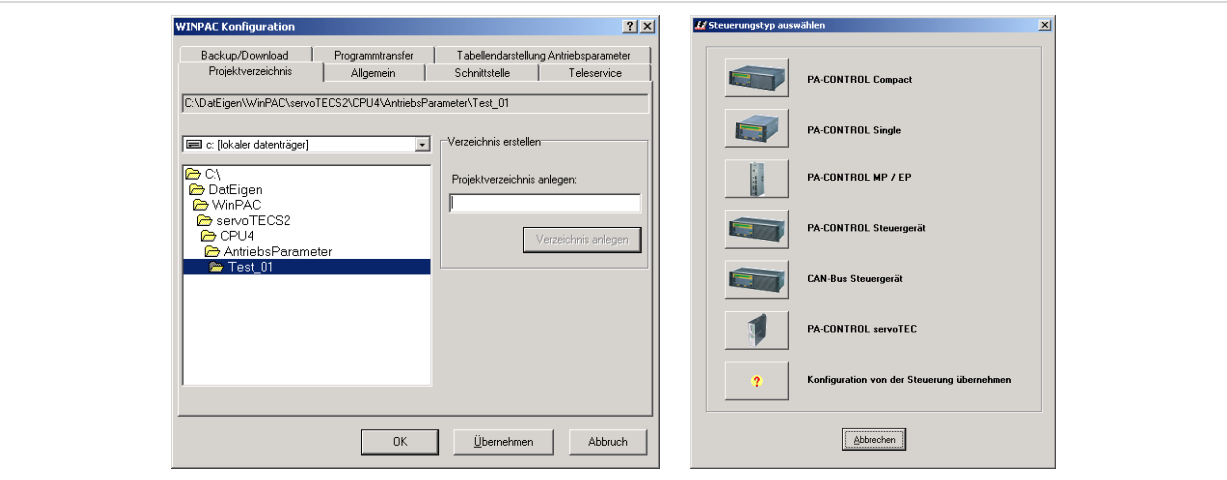 WINPAC Konfiguration
Backup/Download Programmtransfer Tabellendarstellung Antriebsparameter
Projektverzeichnis Allgemein Schnittstelle Teleservice
C:\DatEigen\WinPAC\servoTECS2\CPU4\AntriebsParameter\Test_01
c: [lokaler datenträger]
C:\
DatEigen
WinPAC
servoTECS2
CPU4
AntriebsParameter
Test_01
Verzeichnis erstellen
Projektverzeichnis anlegen:
Verzeichnis anlegen
OK Übernehmen Abbruch
Steuerungstyp auswählen
PA-CONTROL Compact
PA-CONTROL Single
PA-CONTROL MP / EP
PA-CONTROL Steuergerät
CAN-Bus Steuergerät
PA-CONTROL servoTEC
? Konfiguration von der Steuerung übernehmen
Abbrechen